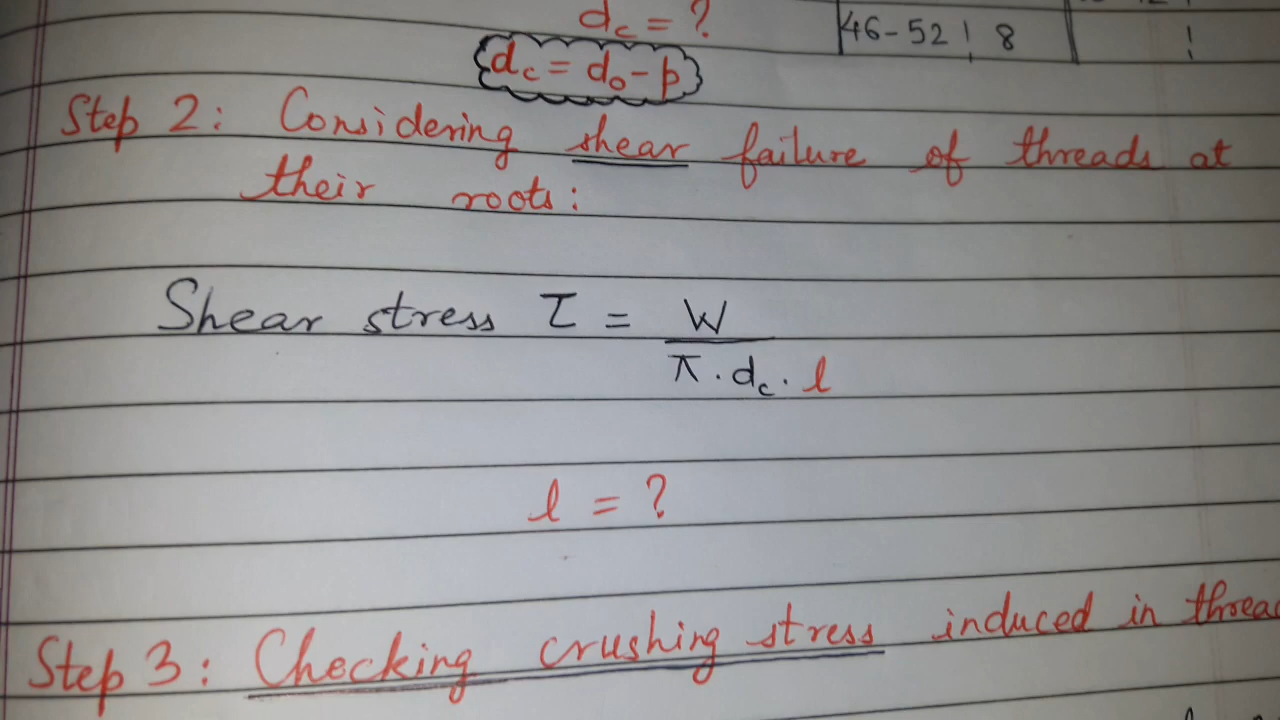 dc = ?
46-52 8
dc = do - p
Step 2: Considering shear failure of threads at
their roots:
Shear stress τ = W
π . dc . l
l = ?
Step 3: Checking crushing stress induced in